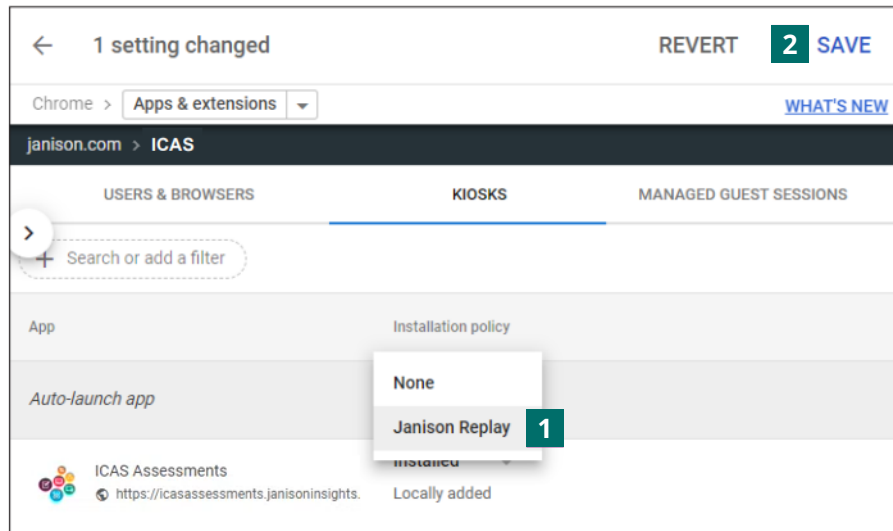 1 setting changed REVERT 2 SAVE
Chrome > Apps & extensions WHAT'S NEW
janison.com > ICAS
USERS & BROWSERS KIOSKS MANAGED GUEST SESSIONS
Search or add a filter
App Installation policy
None
Auto-launch app
Janison Replay 1
Installed
ICAS Assessments
https://icasassessments.janisoninsights. Locally added